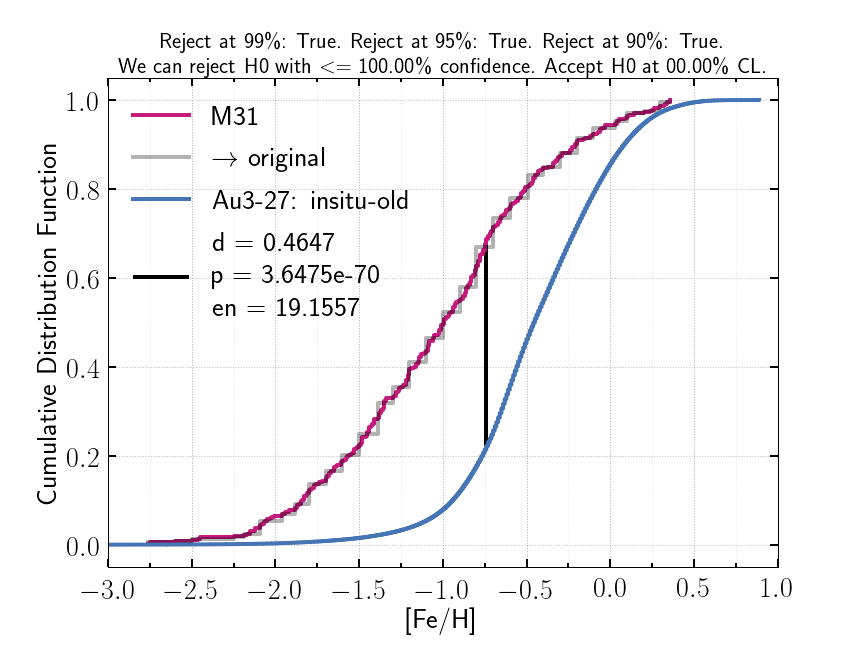 Reject at 99%: True. Reject at 95%: True. Reject at 90%: True.
We can reject H0 with <= 100.00% confidence. Accept H0 at 00.00% CL.
M31
→ original
Au3-27: insitu-old
d = 0.4647
p = 3.6475e-70
en = 19.1557
Cumulative Distribution Function
1.0
0.8
0.6
0.4
0.2
0.0
−3.0 −2.5 −2.0 −1.5 −1.0 −0.5 0.0 0.5 1.0
[Fe/H]